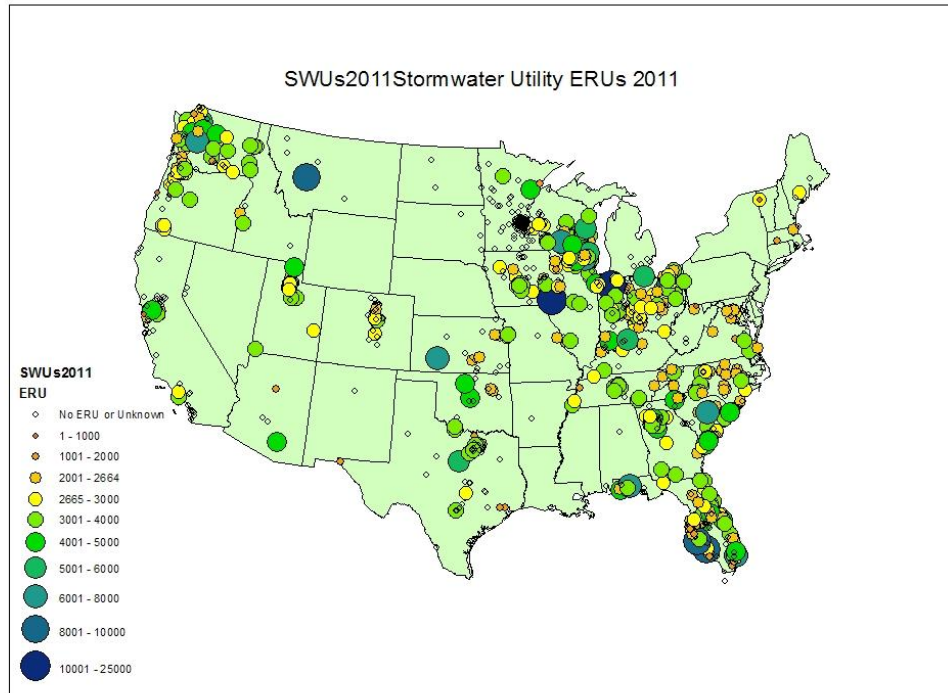 SWUs2011Stormwater Utility ERUs 2011
SWUs2011
ERU
No ERU or Unknown
1 - 1000
1001 - 2000
2001 - 2664
2665 - 3000
3001 - 4000
4001 - 5000
5001 - 6000
6001 - 8000
8001 - 10000
10001 - 25000